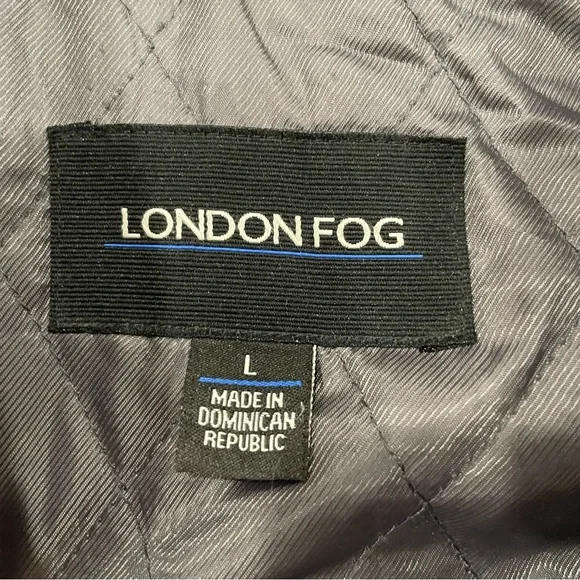 LONDON FOG
L
MADE IN
DOMINICAN
REPUBLIC